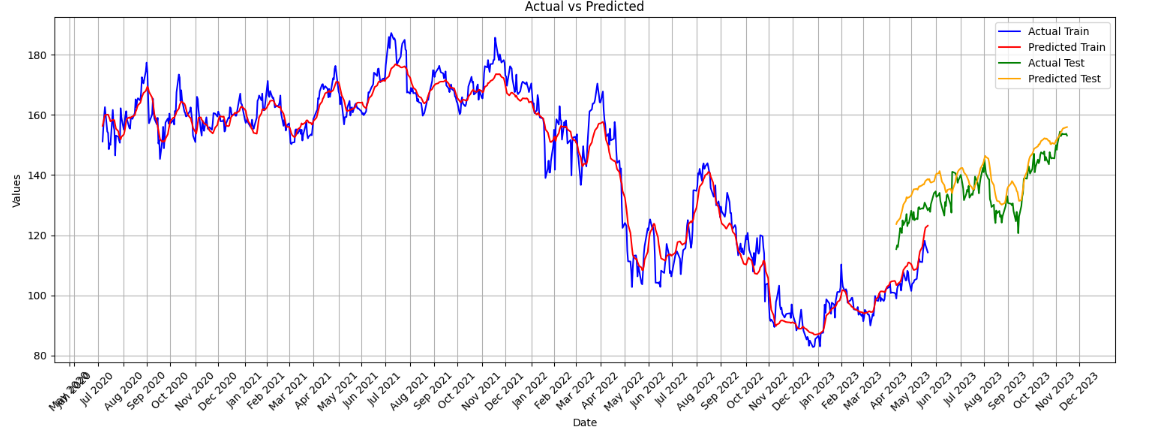 Actual vs Predicted
Actual Train
Predicted Train
Actual Test
Predicted Test
180
160
140
120
100
80
Values
Jul 2020
Aug 2020
Sep 2020
Oct 2020
Nov 2020
Dec 2020
Jan 2021
Feb 2021
Mar 2021
Apr 2021
May 2021
Jun 2021
Jul 2021
Aug 2021
Sep 2021
Oct 2021
Nov 2021
Dec 2021
Jan 2022
Feb 2022
Mar 2022
Apr 2022
May 2022
Jun 2022
Jul 2022
Aug 2022
Sep 2022
Oct 2022
Nov 2022
Dec 2022
Jan 2023
Feb 2023
Mar 2023
Apr 2023
May 2023
Jun 2023
Jul 2023
Aug 2023
Sep 2023
Oct 2023
Nov 2023
Dec 2023
Date